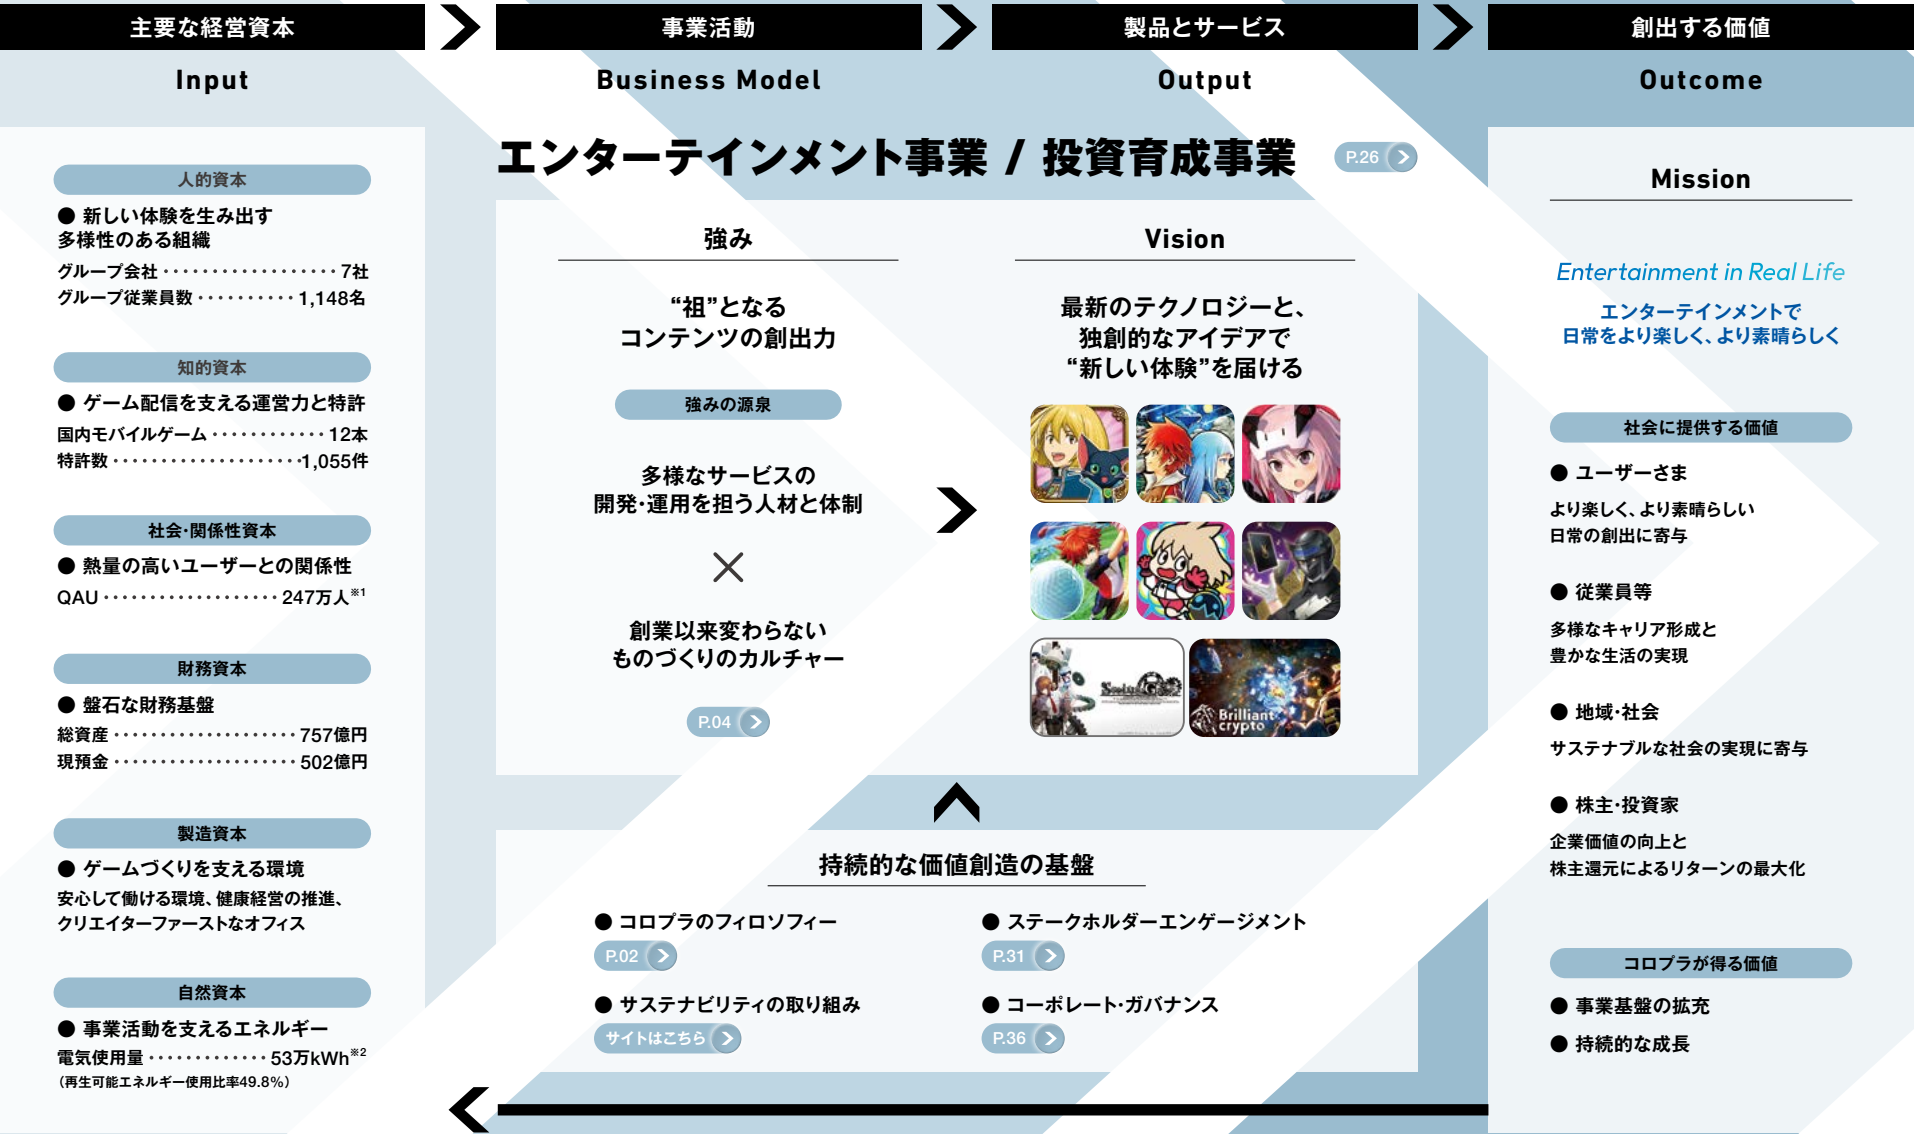 主要な経営資本
Input
人的資本
● 新しい体験を生み出す
多様性のある組織
グループ会社 ･･････････････････ 7社
グループ従業員数 ･･････････ 1,148名
知的資本
● ゲーム配信を支える運営力と特許
国内モバイルゲーム ････････････ 12本
特許数 ････････････････････1,055件
社会・関係性資本
● 熱量の高いユーザーとの関係性
QAU ･･･････････････････ 247万人※1
財務資本
● 盤石な財務基盤
総資産 ････････････････････ 757億円
現預金 ････････････････････ 502億円
製造資本
● ゲームづくりを支える環境
安心して働ける環境、健康経営の推進、
クリエイターファーストなオフィス
自然資本
● 事業活動を支えるエネルギー
電気使用量 ･････････････ 53万kWh※2
（再生可能エネルギー使用比率49.8%）
事業活動
Business Model
製品とサービス
Output
エンターテインメント事業 / 投資育成事業
P.26
強み
“祖”となる
コンテンツの創出力
強みの源泉
多様なサービスの
開発・運用を担う人材と体制
×
創業以来変わらない
ものづくりのカルチャー
P.04
Vision
最新のテクノロジーと、
独創的なアイデアで
“新しい体験”を届ける
Brilliant
crypto
持続的な価値創造の基盤
● コロプラのフィロソフィー
P.02
● ステークホルダーエンゲージメント
P.31
● サステナビリティの取り組み
サイトはこちら
● コーポレート・ガバナンス
P.36
創出する価値
Outcome
Mission
Entertainment in Real Life
エンターテインメントで
日常をより楽しく、より素晴らしく
社会に提供する価値
● ユーザーさま
より楽しく、より素晴らしい
日常の創出に寄与
● 従業員等
多様なキャリア形成と
豊かな生活の実現
● 地域・社会
サステナブルな社会の実現に寄与
● 株主・投資家
企業価値の向上と
株主還元によるリターンの最大化
コロプラが得る価値
● 事業基盤の拡充
● 持続的な成長